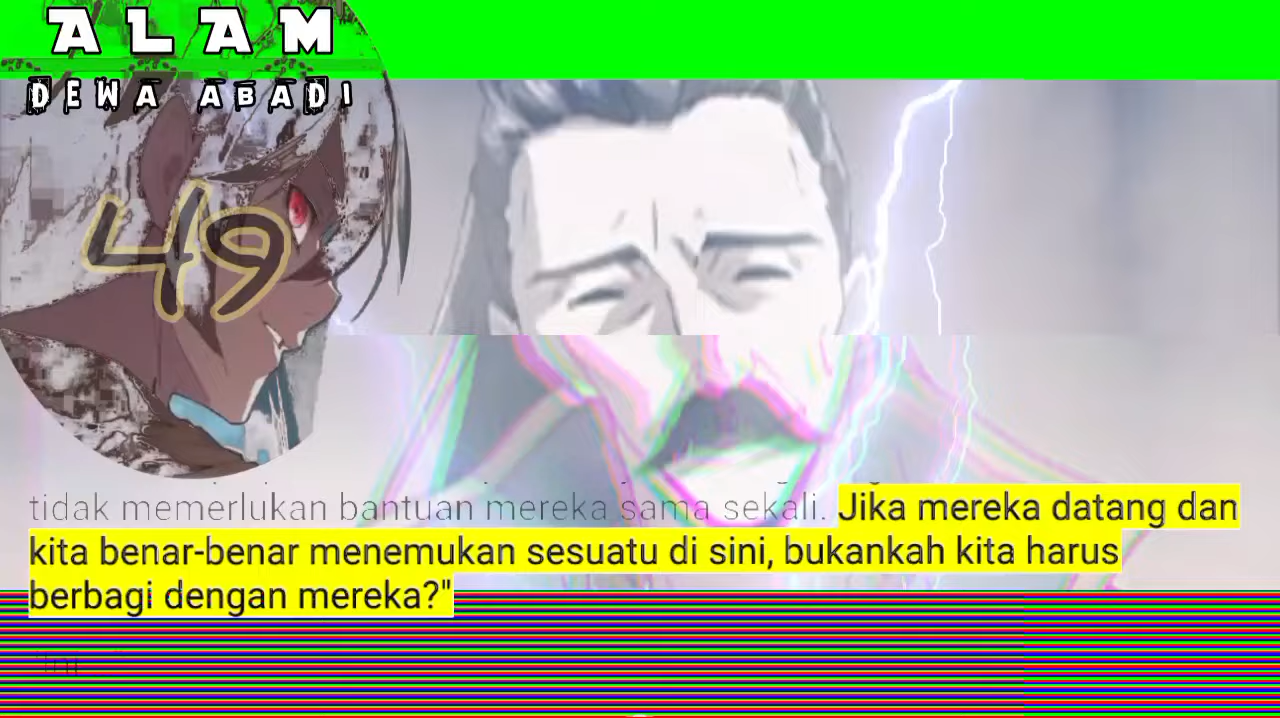 ALAM
DEWA ABADI
49
tidak memerlukan bantuan mereka sama sekali. Jika mereka datang dan
kita benar-benar menemukan sesuatu di sini, bukankah kita harus
berbagi dengan mereka?"